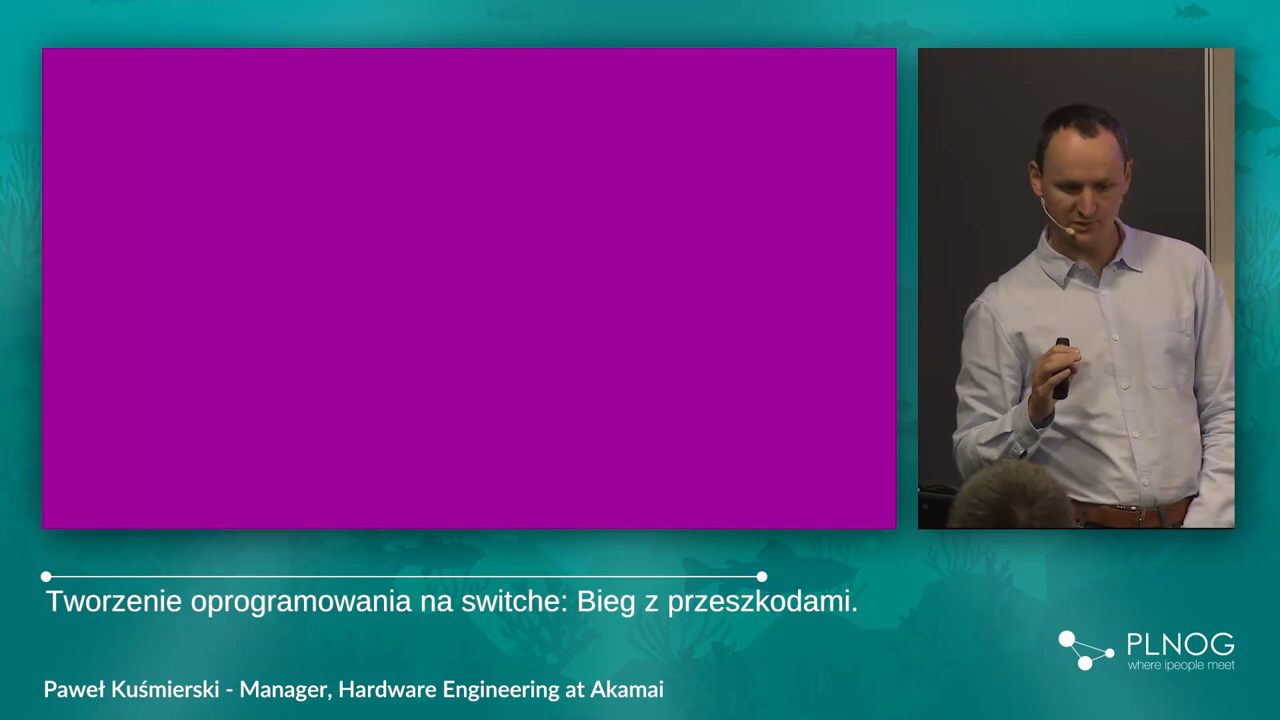 Tworzenie oprogramowania na switche: Bieg z przeszkodami.
PLNOG
where ipeople meet
Paweł Kuśmierski - Manager, Hardware Engineering at Akamai